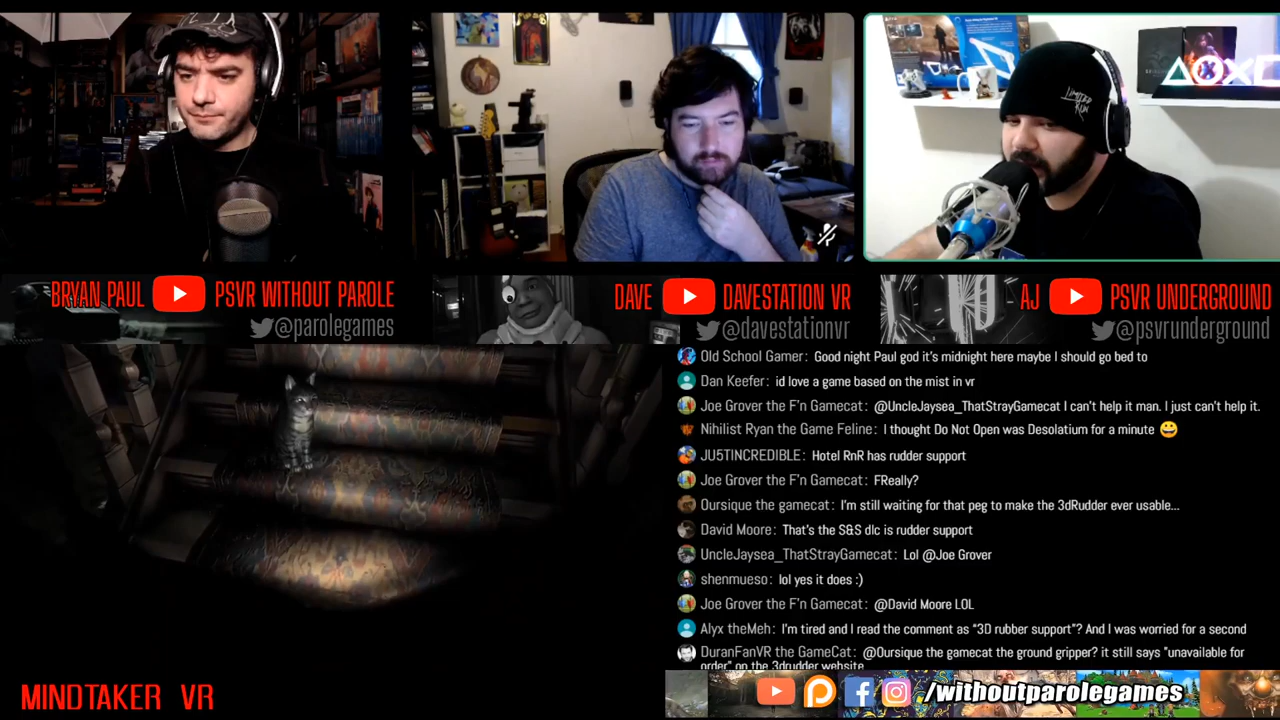 LIMITED
RUN
BRYAN PAUL PSVR WITHOUT PAROLE
@parolegames
DAVE DAVESTATION VR
@davestationvr
AJ PSVR UNDERGROUND
@psvrunderground
Old School Gamer: Good night Paul god it's midnight here maybe I should go bed to
Dan Keefer: id love a game based on the mist in vr
Joe Grover the F'n Gamecat: @UncleJaysea_ThatStrayGamecat I can't help it man. I just can't help it.
Nihilist Ryan the Game Feline: I thought Do Not Open was Desolatium for a minute 😀
JU5TINCREDIBLE: Hotel RnR has rudder support
Joe Grover the F'n Gamecat: FReally?
Oursique the gamecat: I'm still waiting for that peg to make the 3dRudder ever usable...
David Moore: That's the S&S dlc is rudder support
UncleJaysea_ThatStrayGamecat: Lol @Joe Grover
shenmueso: lol yes it does :)
Joe Grover the F'n Gamecat: @David Moore LOL
Alyx theMeh: I'm tired and I read the comment as “3D rubber support”? And I was worried for a second
DuranFanVR the GameCat: @Oursique the gamecat the ground gripper? it still says "unavailable for
order" on the 3drudder website
MINDTAKER VR
/withoutparolegames